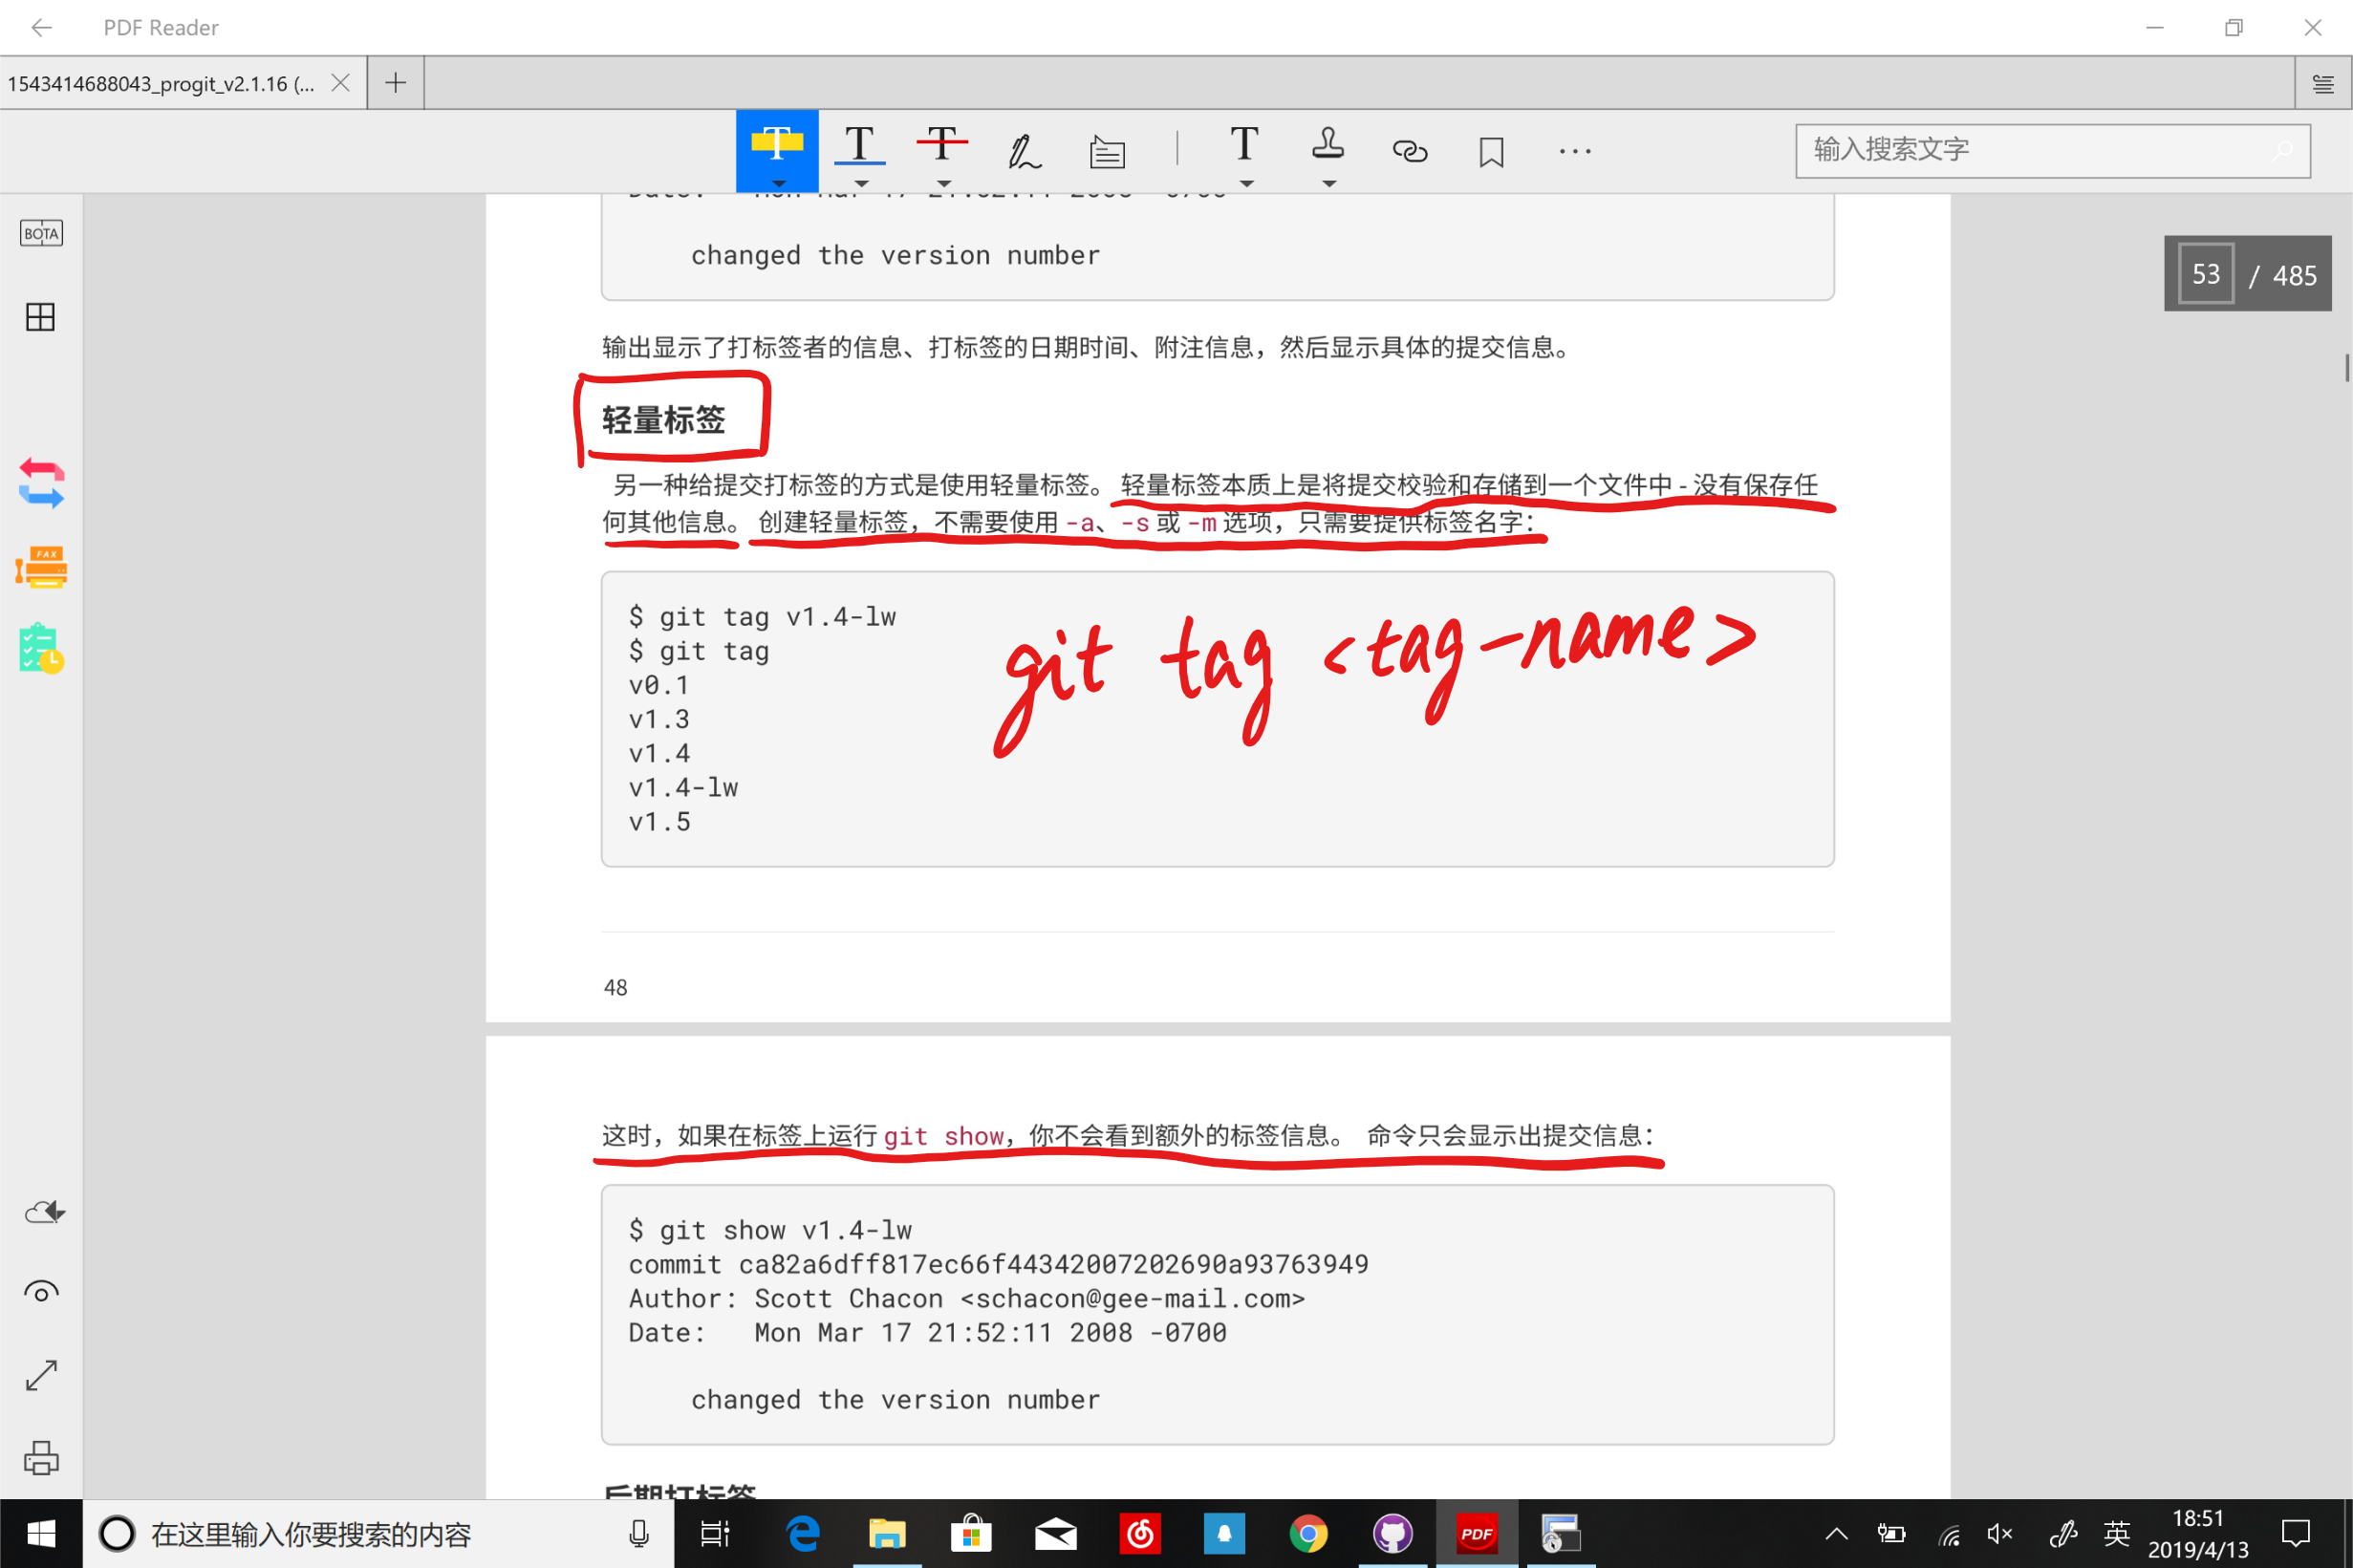 PDF Reader
1543414688043_progit_v2.1.16 (...
输入搜索文字
BOTA
changed the version number
53 / 485
输出显示了打标签者的信息、打标签的日期时间、附注信息，然后显示具体的提交信息。
轻量标签
另一种给提交打标签的方式是使用轻量标签。 轻量标签本质上是将提交校验和存储到一个文件中 - 没有保存任
何其他信息。 创建轻量标签，不需要使用 -a、-s 或 -m 选项，只需要提供标签名字：
$ git tag v1.4-lw
$ git tag
v0.1
v1.3
v1.4
v1.4-lw
v1.5
git tag <tag-name>
FAX
48
这时，如果在标签上运行 git show，你不会看到额外的标签信息。 命令只会显示出提交信息：
$ git show v1.4-lw
commit ca82a6dff817ec66f44342007202690a93763949
Author: Scott Chacon <schacon@gee-mail.com>
Date:   Mon Mar 17 21:52:11 2008 -0700
changed the version number
后期打标签
在这里输入你要搜索的内容
PDF
英
18:51
2019/4/13